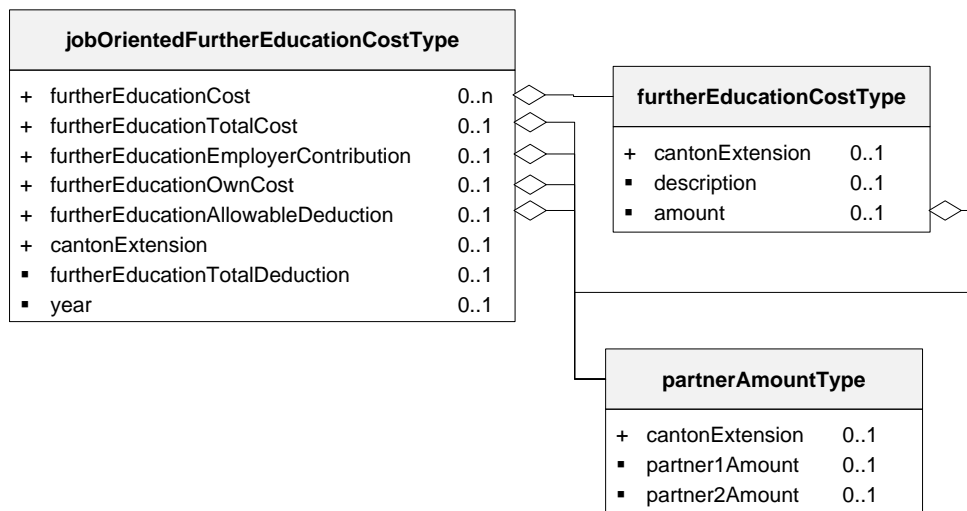 jobOrientedFurtherEducationCostType
+ furtherEducationCost 0..n
+ furtherEducationTotalCost 0..1
+ furtherEducationEmployerContribution 0..1
+ furtherEducationOwnCost 0..1
+ furtherEducationAllowableDeduction 0..1
+ cantonExtension 0..1
▪ furtherEducationTotalDeduction 0..1
▪ year 0..1
furtherEducationCostType
+ cantonExtension 0..1
▪ description 0..1
▪ amount 0..1
partnerAmountType
+ cantonExtension 0..1
▪ partner1Amount 0..1
▪ partner2Amount 0..1